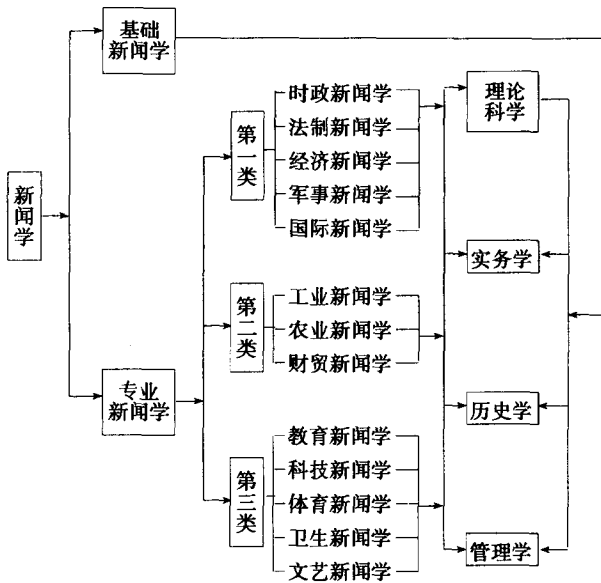 新闻学
基础
新闻学
专业
新闻学
第一类
时政新闻学
法制新闻学
经济新闻学
军事新闻学
国际新闻学
第二类
工业新闻学
农业新闻学
财贸新闻学
第三类
教育新闻学
科技新闻学
体育新闻学
卫生新闻学
文艺新闻学
理论
科学
实务学
历史学
管理学